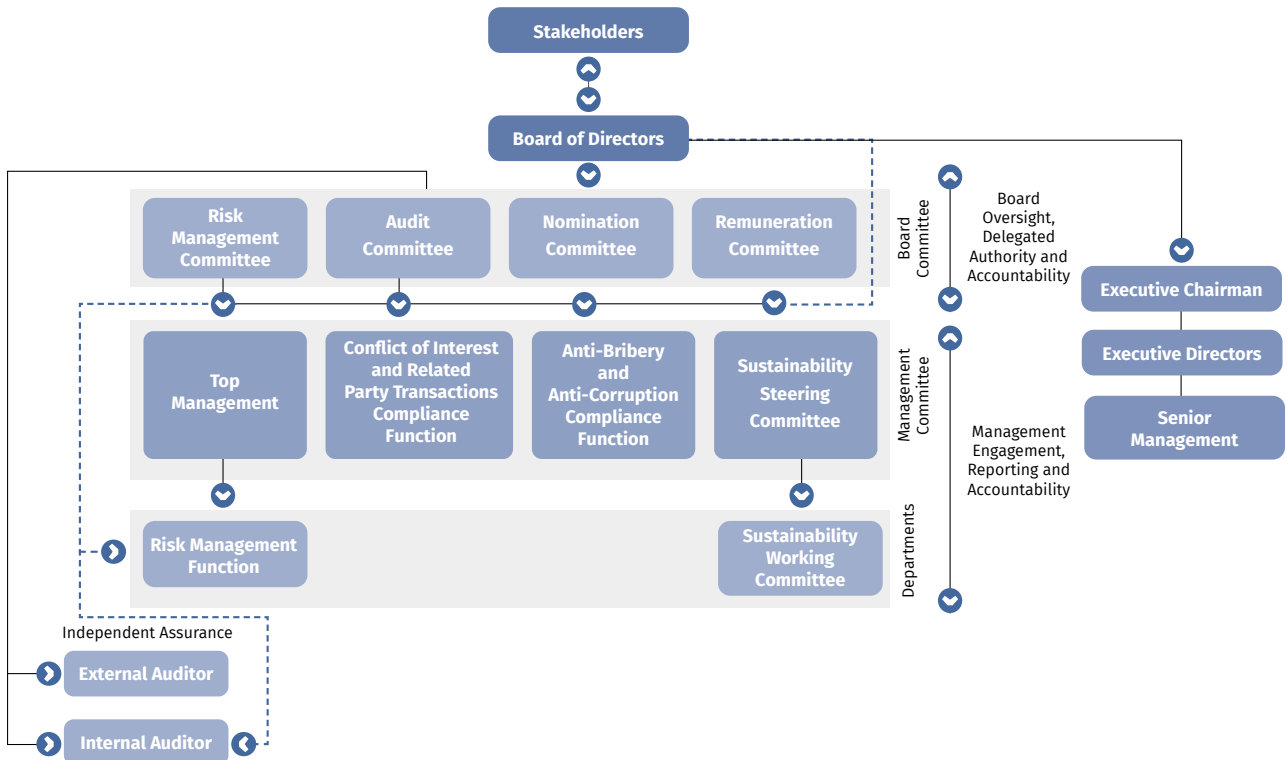 Stakeholders
Board of Directors
Risk
Management
Committee
Audit
Committee
Nomination
Committee
Remuneration
Committee
Board
Committee
Board
Oversight,
Delegated
Authority and
Accountability
Executive Chairman
Executive Directors
Senior
Management
Top
Management
Conflict of Interest
and Related
Party Transactions
Compliance
Function
Anti-Bribery
and
Anti-Corruption
Compliance
Function
Sustainability
Steering
Committee
Management
Committee
Management
Engagement,
Reporting and
Accountability
Risk Management
Function
Sustainability
Working
Committee
Departments
Independent Assurance
External Auditor
Internal Auditor